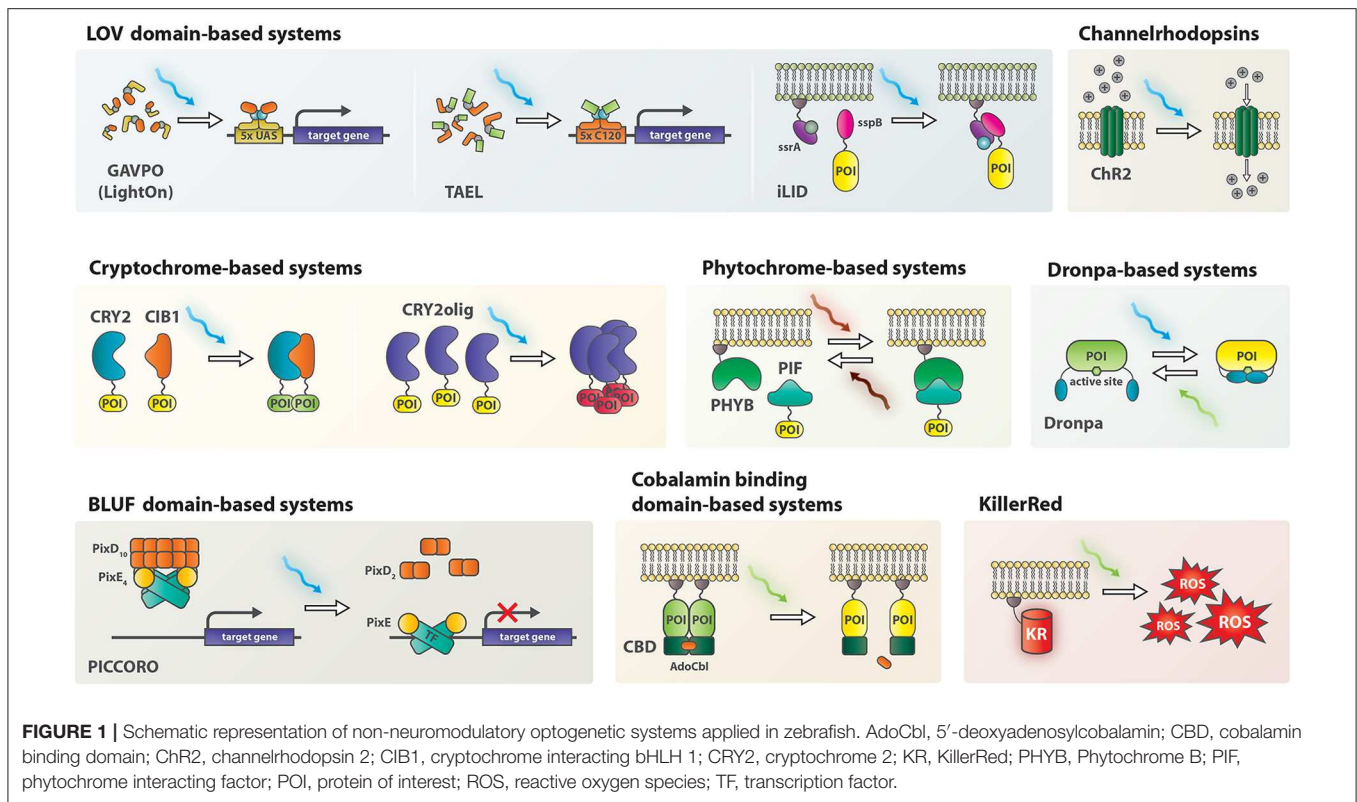 LOV domain-based systems
5x UAS
target gene
GAVPO
(LightOn)
5x C120
target gene
TAEL
ssrA
sspB
POI
POI
iLID
Channelrhodopsins
ChR2
Cryptochrome-based systems
CRY2
CIB1
POI
POI
POI
POI
CRY2olig
POI
POI
POI
POI
POI
POI
Phytochrome-based systems
PHYB
PIF
POI
POI
Dronpa-based systems
POI
active site
POI
Dronpa
BLUF domain-based systems
PixD10
PixE4
target gene
PICCORO
PixD2
PixE
TF
target gene
Cobalamin binding
domain-based systems
POI
POI
CBD
AdoCbl
POI
POI
KillerRed
KR
ROS
ROS
ROS
FIGURE 1 | Schematic representation of non-neuromodulatory optogenetic systems applied in zebrafish. AdoCbl, 5′-deoxyadenosylcobalamin; CBD, cobalamin
binding domain; ChR2, channelrhodopsin 2; CIB1, cryptochrome interacting bHLH 1; CRY2, cryptochrome 2; KR, KillerRed; PHYB, Phytochrome B; PIF,
phytochrome interacting factor; POI, protein of interest; ROS, reactive oxygen species; TF, transcription factor.